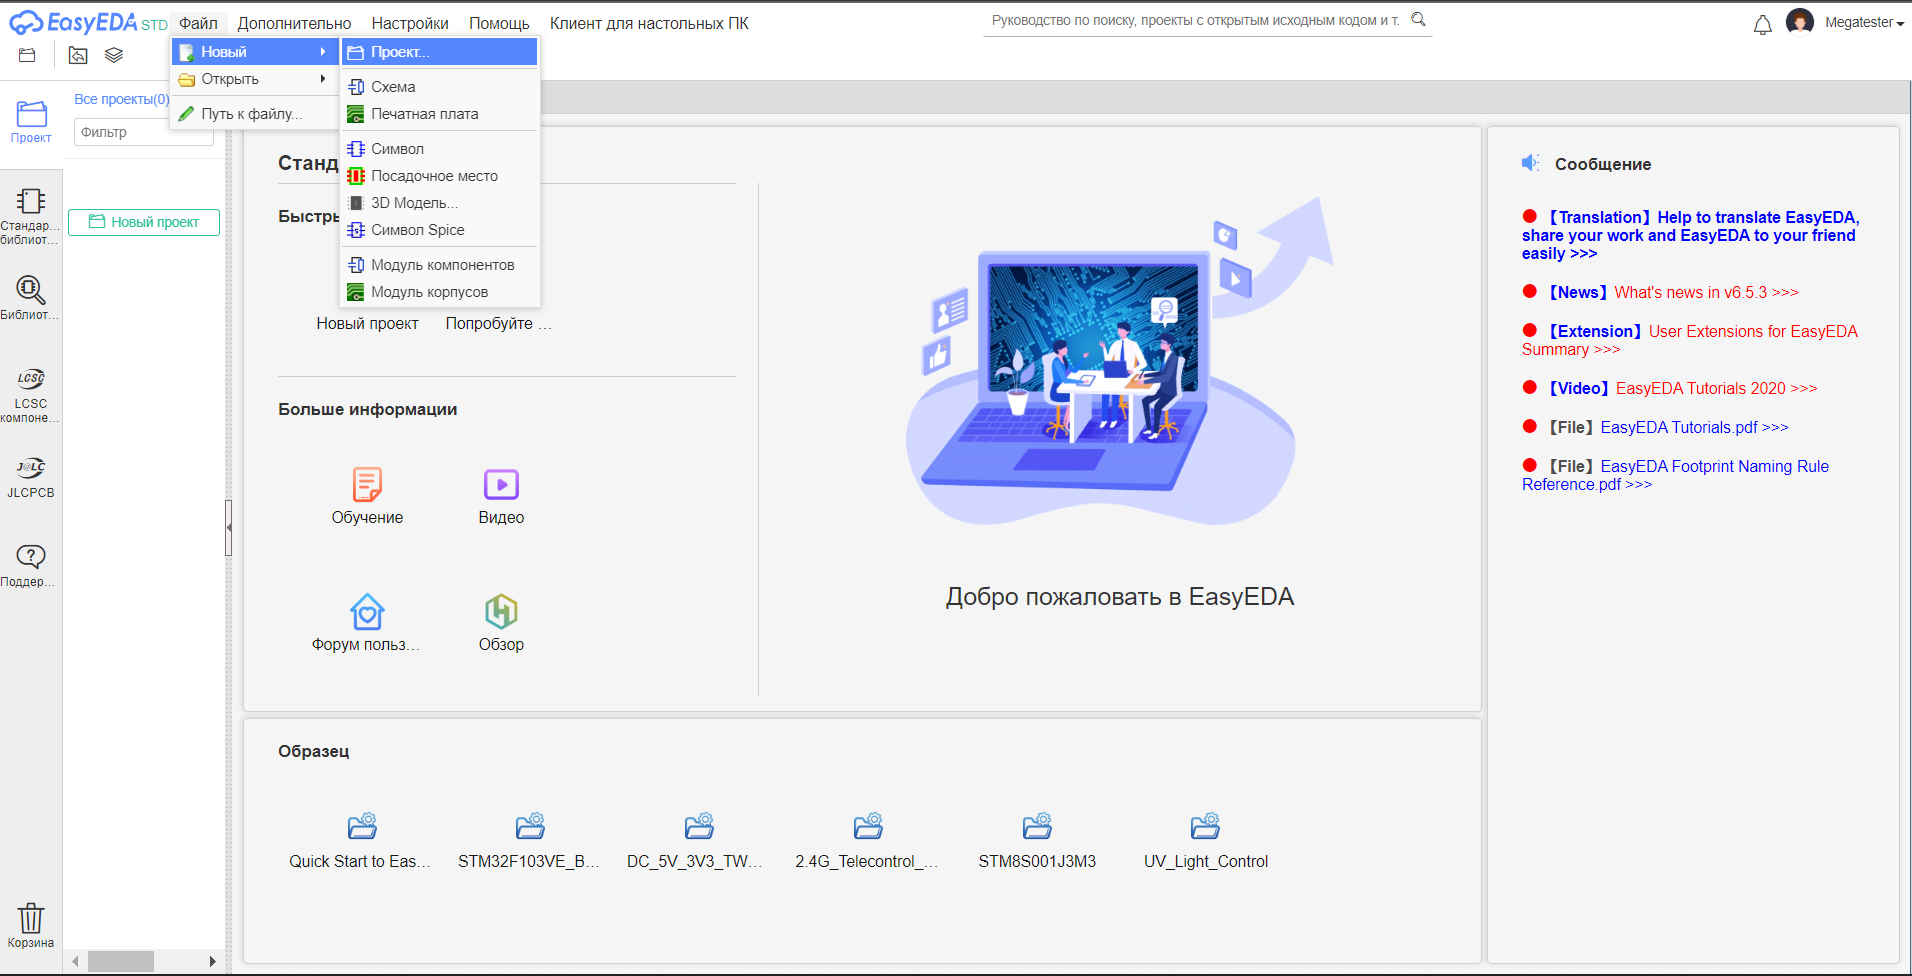 EasyEDA STD
Файл
Дополнительно
Настройки
Помощь
Клиент для настольных ПК
Руководство по поиску, проекты с открытым исходным кодом и т.
Megatester
Новый
Открыть
Путь к файлу...
Проект...
Схема
Печатная плата
Символ
Посадочное место
3D Модель...
Символ Spice
Модуль компонентов
Модуль корпусов
Проект
Стандар...
библиот...
Библиот...
LCSC
LCSC
компоне...
J@LC
JLCPCB
Поддер...
Корзина
Все проекты(0)
Фильтр
Новый проект
Станд
Быстры
Новый проект
Попробуйте ...
Больше информации
Обучение
Видео
Форум польз...
Обзор
Добро пожаловать в EasyEDA
Образец
Quick Start to Eas...
STM32F103VE_B...
DC_5V_3V3_TW...
2.4G_Telecontrol_...
STM8S001J3M3
UV_Light_Control
Сообщение
【Translation】Help to translate EasyEDA,
share your work and EasyEDA to your friend
easily >>>
【News】What's news in v6.5.3 >>>
【Extension】User Extensions for EasyEDA
Summary >>>
【Video】EasyEDA Tutorials 2020 >>>
【File】EasyEDA Tutorials.pdf >>>
【File】EasyEDA Footprint Naming Rule
Reference.pdf >>>